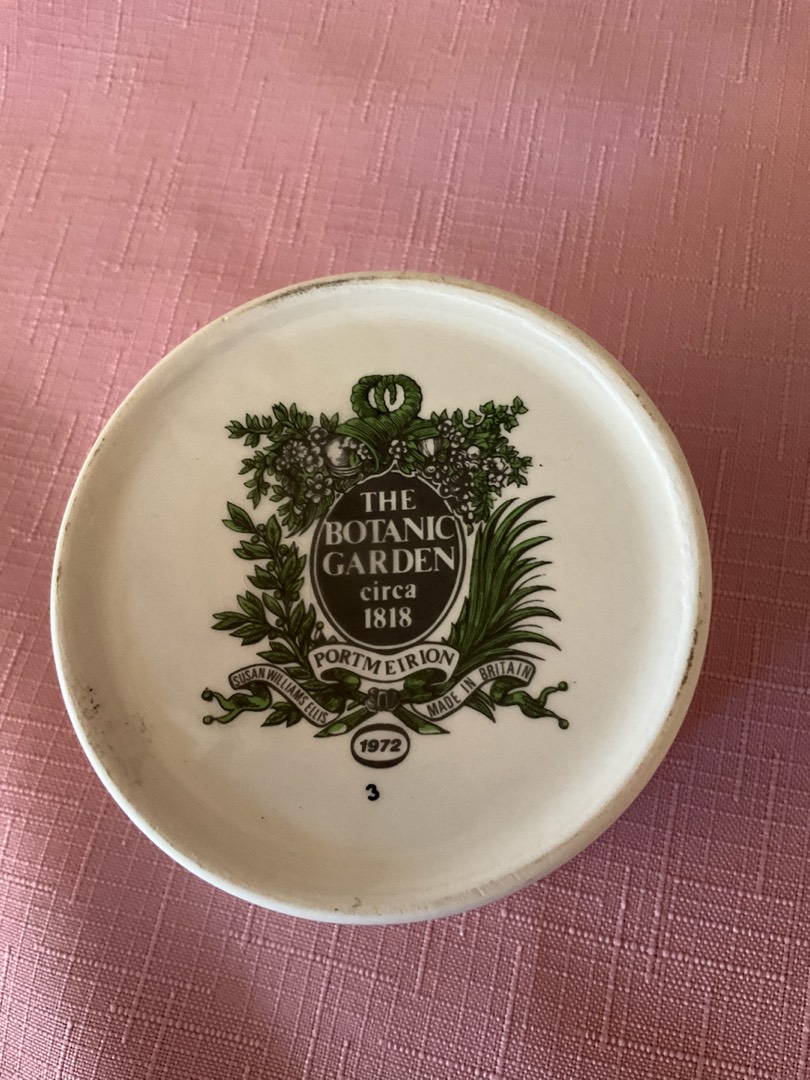 THE
BOTANIC
GARDEN
circa
1818
PORTMEIRION
SUSAN WILLIAMS ELLIS
MADE IN BRITAIN
1972
3